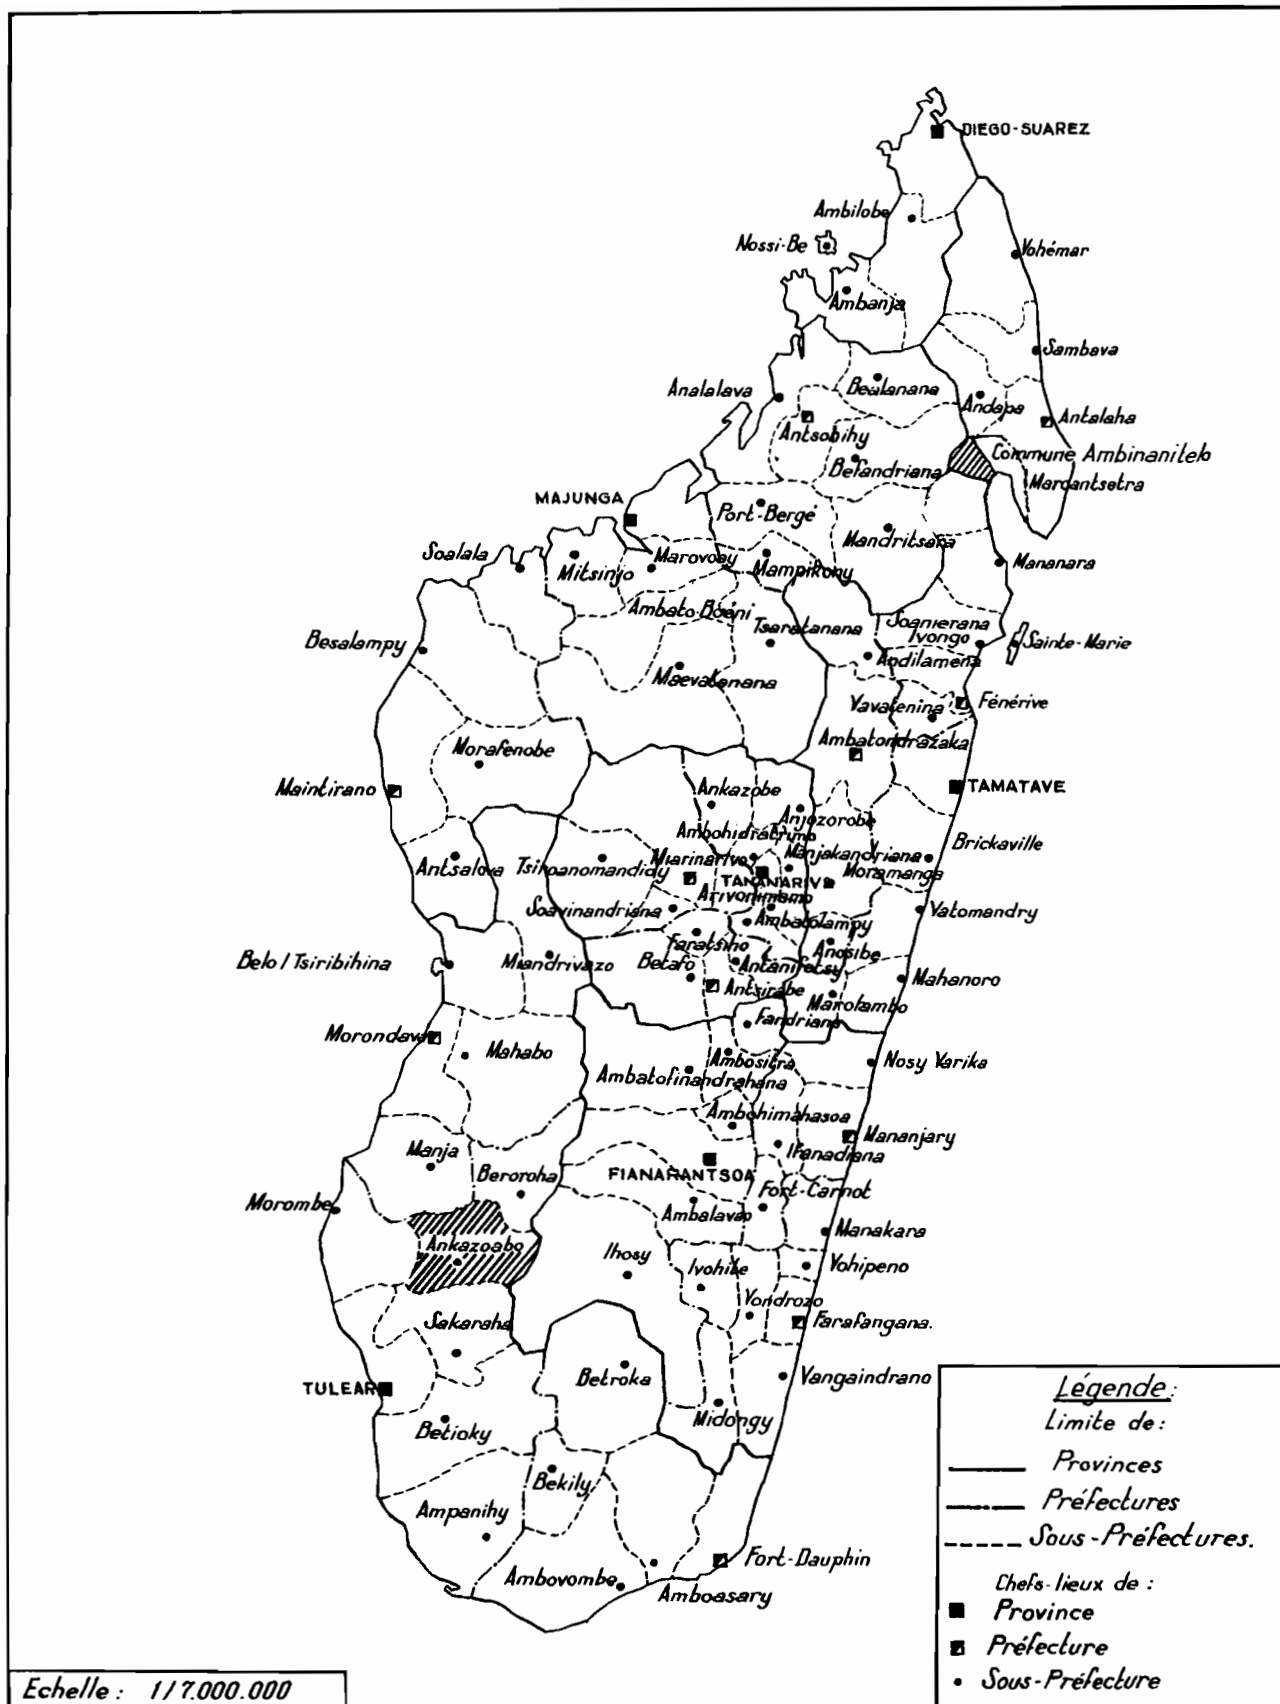 DIEGO-SUAREZ
Ambilobe
Nossi-Be
Vohémar
Ambanja
Sambava
Analalava
Bealanana
Andapa
Antalaha
Antsohihy
Befandriana
Commune Ambinanitelo
Maroantsetra
MAJUNGA
Port-Bergé
Mandritsara
Soalala
Mitsinjo
Marovoay
Mampikony
Mananara
Ambato-Boéni
Tsaratanana
Soanierana
Ivongo
Sainte-Marie
Besalampy
Andilamena
Maevatanana
Vavatenina
Fénérive
Ambatondrazaka
Morafenobe
Maintirano
Ankazobe
TAMATAVE
Anjozorobe
Ambohidratrimo
Brickaville
Antsalova
Tsiroanomandidy
Miarinarivo
Manjakandriana
TANANARIVE
Moramanga
Arivonimamo
Soavinandriana
Ambatolampy
Vatomandry
Faratsiho
Anosibe
Belo / Tsiribihina
Miandrivazo
Betafo
Antanifotsy
Mahanoro
Antsirabe
Marolambo
Fandriana
Morondava
Mahabo
Ambositra
Nosy Varika
Ambatofinandrahana
Ambohimahasoa
Mananjary
Manja
Ifanadiana
Beroroha
FIANARANTSOA
Fort-Carnot
Morombe
Ambalavao
Manakara
Ankazoabo
Ihosy
Ivohibe
Vohipeno
Vondrozo
Sakaraha
Farafangana.
TULEAR
Betroka
Vangaindrano
Betioky
Midongy
Bekily
Ampanihy
Fort-Dauphin
Ambovombe
Amboasary
Légende:
Limite de:
Provinces
Préfectures
Sous-Préfectures.
Chefs-lieux de :
Province
Préfecture
Sous-Préfecture
Echelle : 1/7.000.000